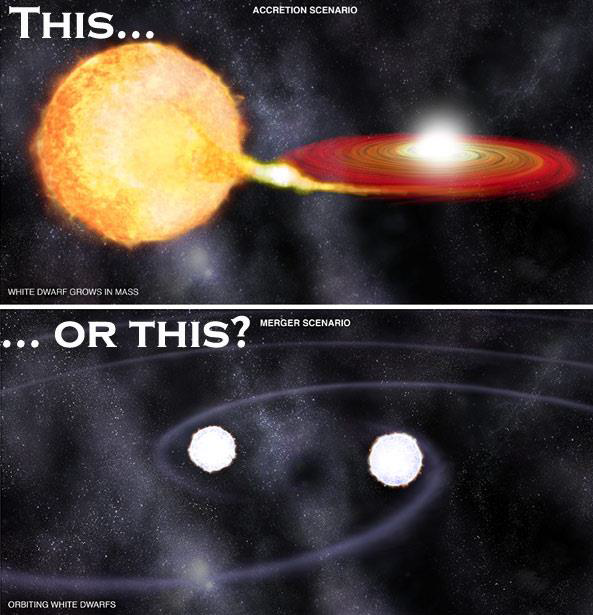 THIS...
ACCRETION SCENARIO
WHITE DWARF GROWS IN MASS
... OR THIS?
MERGER SCENARIO
ORBITING WHITE DWARFS